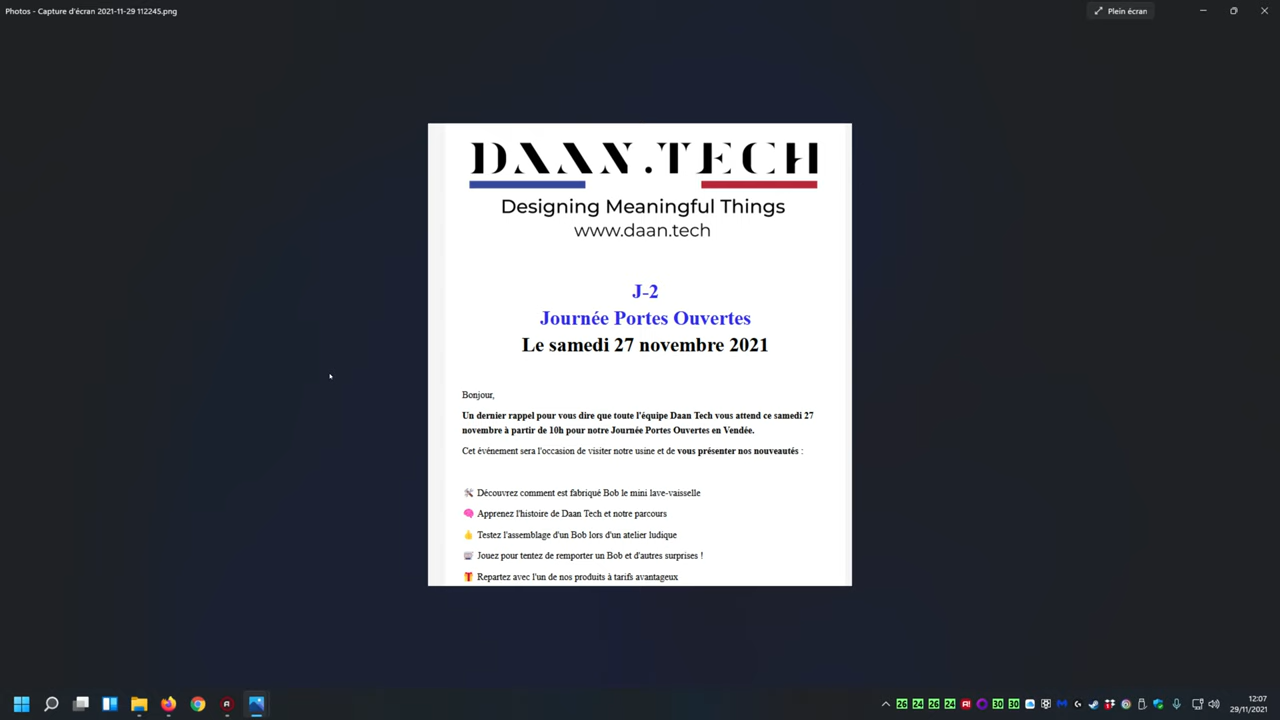 Photos - Capture d'écran 2021-11-29 112245.png
Plein écran
DAAN.TECH
Designing Meaningful Things
www.daan.tech
J-2
Journée Portes Ouvertes
Le samedi 27 novembre 2021
Bonjour,
Un dernier rappel pour vous dire que toute l'équipe Daan Tech vous attend ce samedi 27
novembre à partir de 10h pour notre Journée Portes Ouvertes en Vendée.
Cet événement sera l'occasion de visiter notre usine et de vous présenter nos nouveautés :
Découvrez comment est fabriqué Bob le mini lave-vaisselle
Apprenez l'histoire de Daan Tech et notre parcours
Testez l'assemblage d'un Bob lors d'un atelier ludique
Jouez pour tentez de remporter un Bob et d'autres surprises !
Repartez avec l'un de nos produits à tarifs avantageux
26 24 26 24 30 30
12:07
29/11/2021